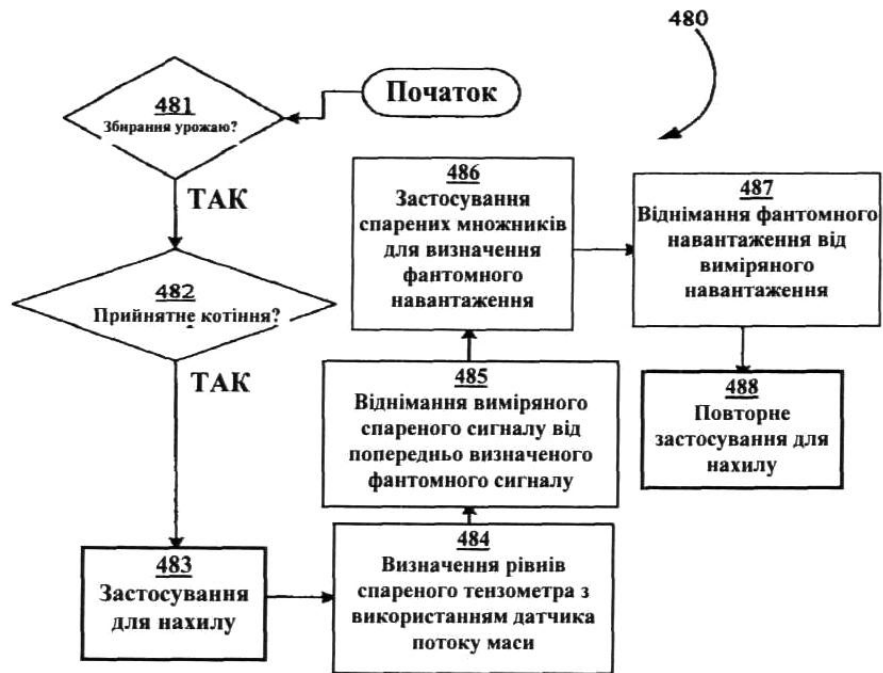 480
Початок
481
Збирання урожаю?
ТАК
482
Прийнятне котіння?
ТАК
483
Застосування
для нахилу
484
Визначення рівнів
спареного тензометра з
використанням датчика
потоку маси
485
Віднімання виміряного
спареного сигналу від
попередньо визначеного
фантомного сигналу
486
Застосування
спарених множників
для визначення
фантомного
навантаження
487
Віднімання фантомного
навантаження від
виміряного
навантаження
488
Повторне
застосування для
нахилу